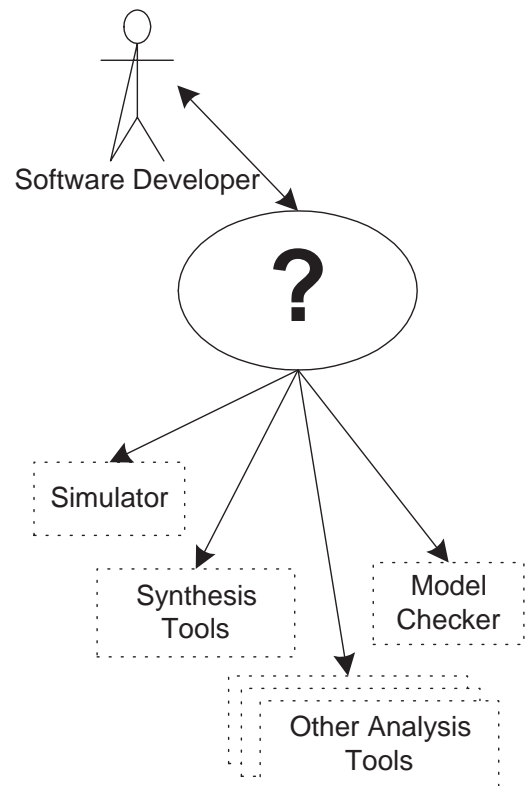 Software Developer
?
Simulator
Synthesis
Tools
Model
Checker
Other Analysis
Tools